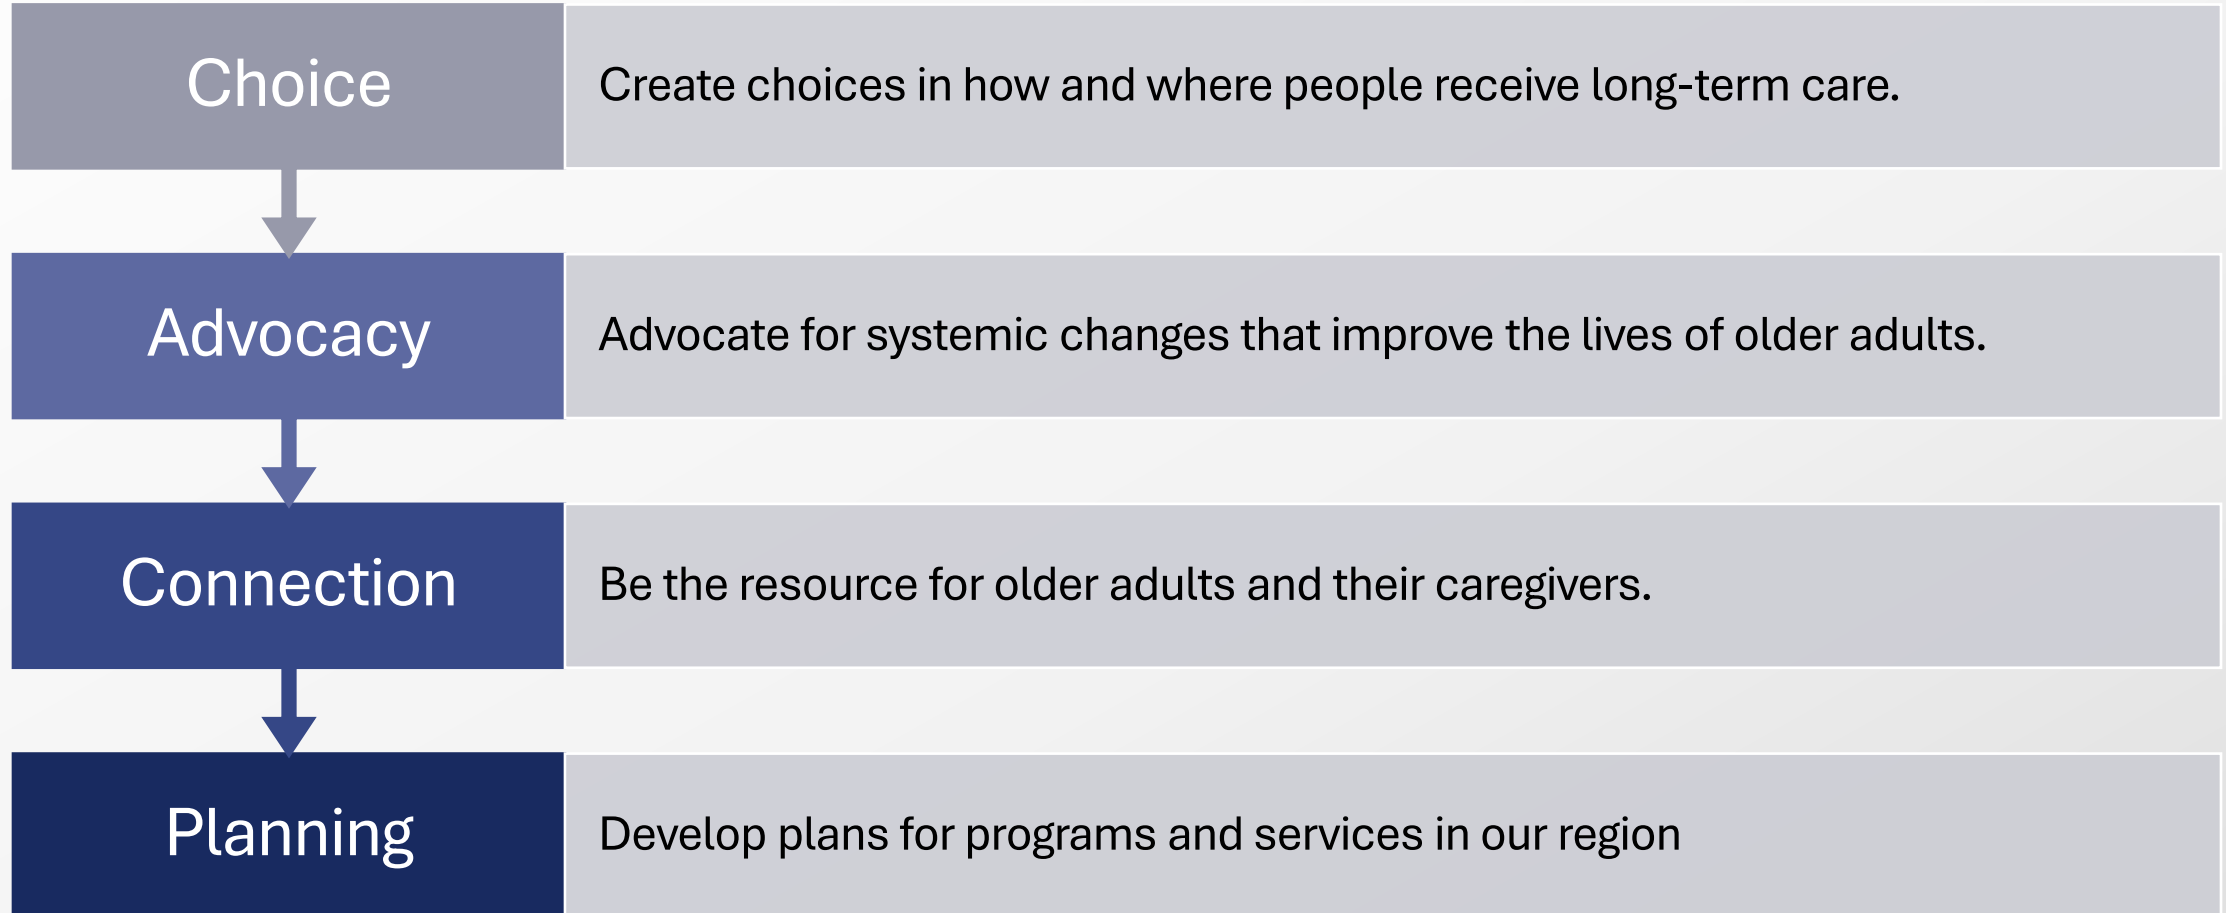 Choice
Create choices in how and where people receive long-term care.
Advocacy
Advocate for systemic changes that improve the lives of older adults.
Connection
Be the resource for older adults and their caregivers.
Planning
Develop plans for programs and services in our region